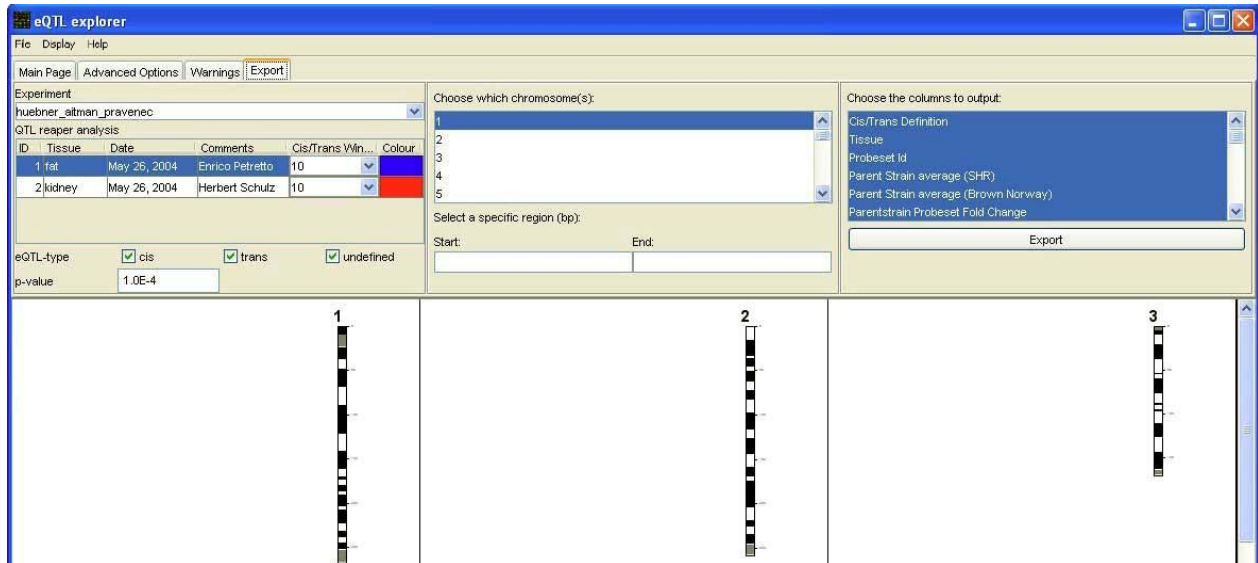 eQTL explorer
File Display Help
Main Page Advanced Options Warnings Export
Experiment
huebner_aitman_pravenec
QTL reaper analysis
ID Tissue Date Comments Cis/Trans Win... Colour
1 fat May 26, 2004 Enrico Petretto 10
2 kidney May 26, 2004 Herbert Schulz 10
eQTL-type cis trans undefined
p-value 1.0E-4
Choose which chromosome(s):
1
2
3
4
5
Select a specific region (bp):
Start: End:
Choose the columns to output:
Cis/Trans Definition
Tissue
Probeset Id
Parent Strain average (SHR)
Parent Strain average (Brown Norway)
Parentstrain Probeset Fold Change
Export
1 2 3